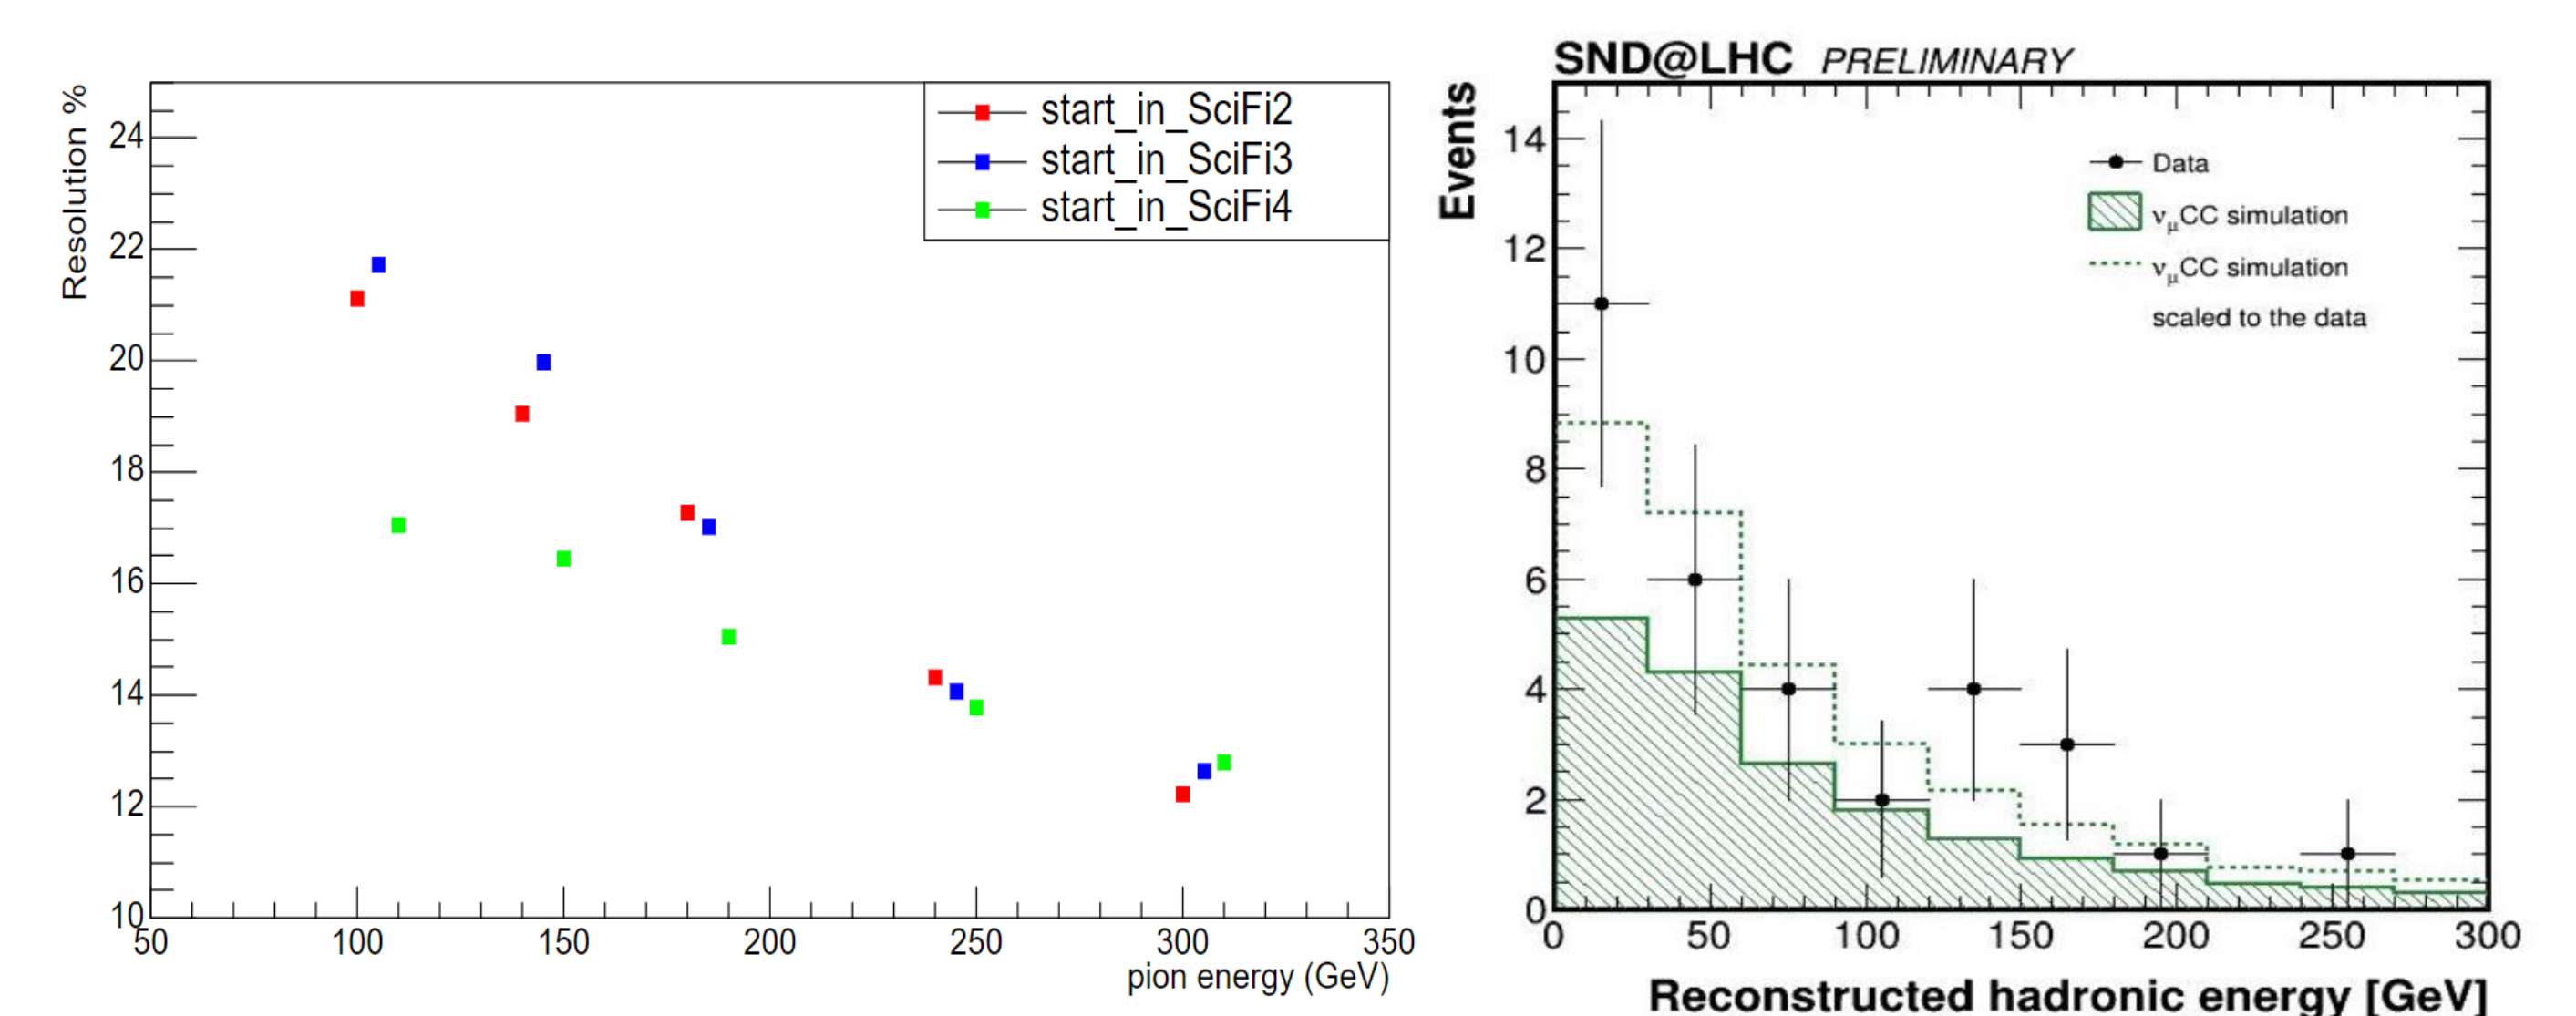 Resolution %
24
22
20
18
16
14
12
10
start_in_SciFi2
start_in_SciFi3
start_in_SciFi4
50 100 150 200 250 300 350
pion energy (GeV)
SND@LHC PRELIMINARY
Events
14
12
10
8
6
4
2
0
Data
νμCC simulation
νμCC simulation
scaled to the data
0 50 100 150 200 250 300
Reconstructed hadronic energy [GeV]